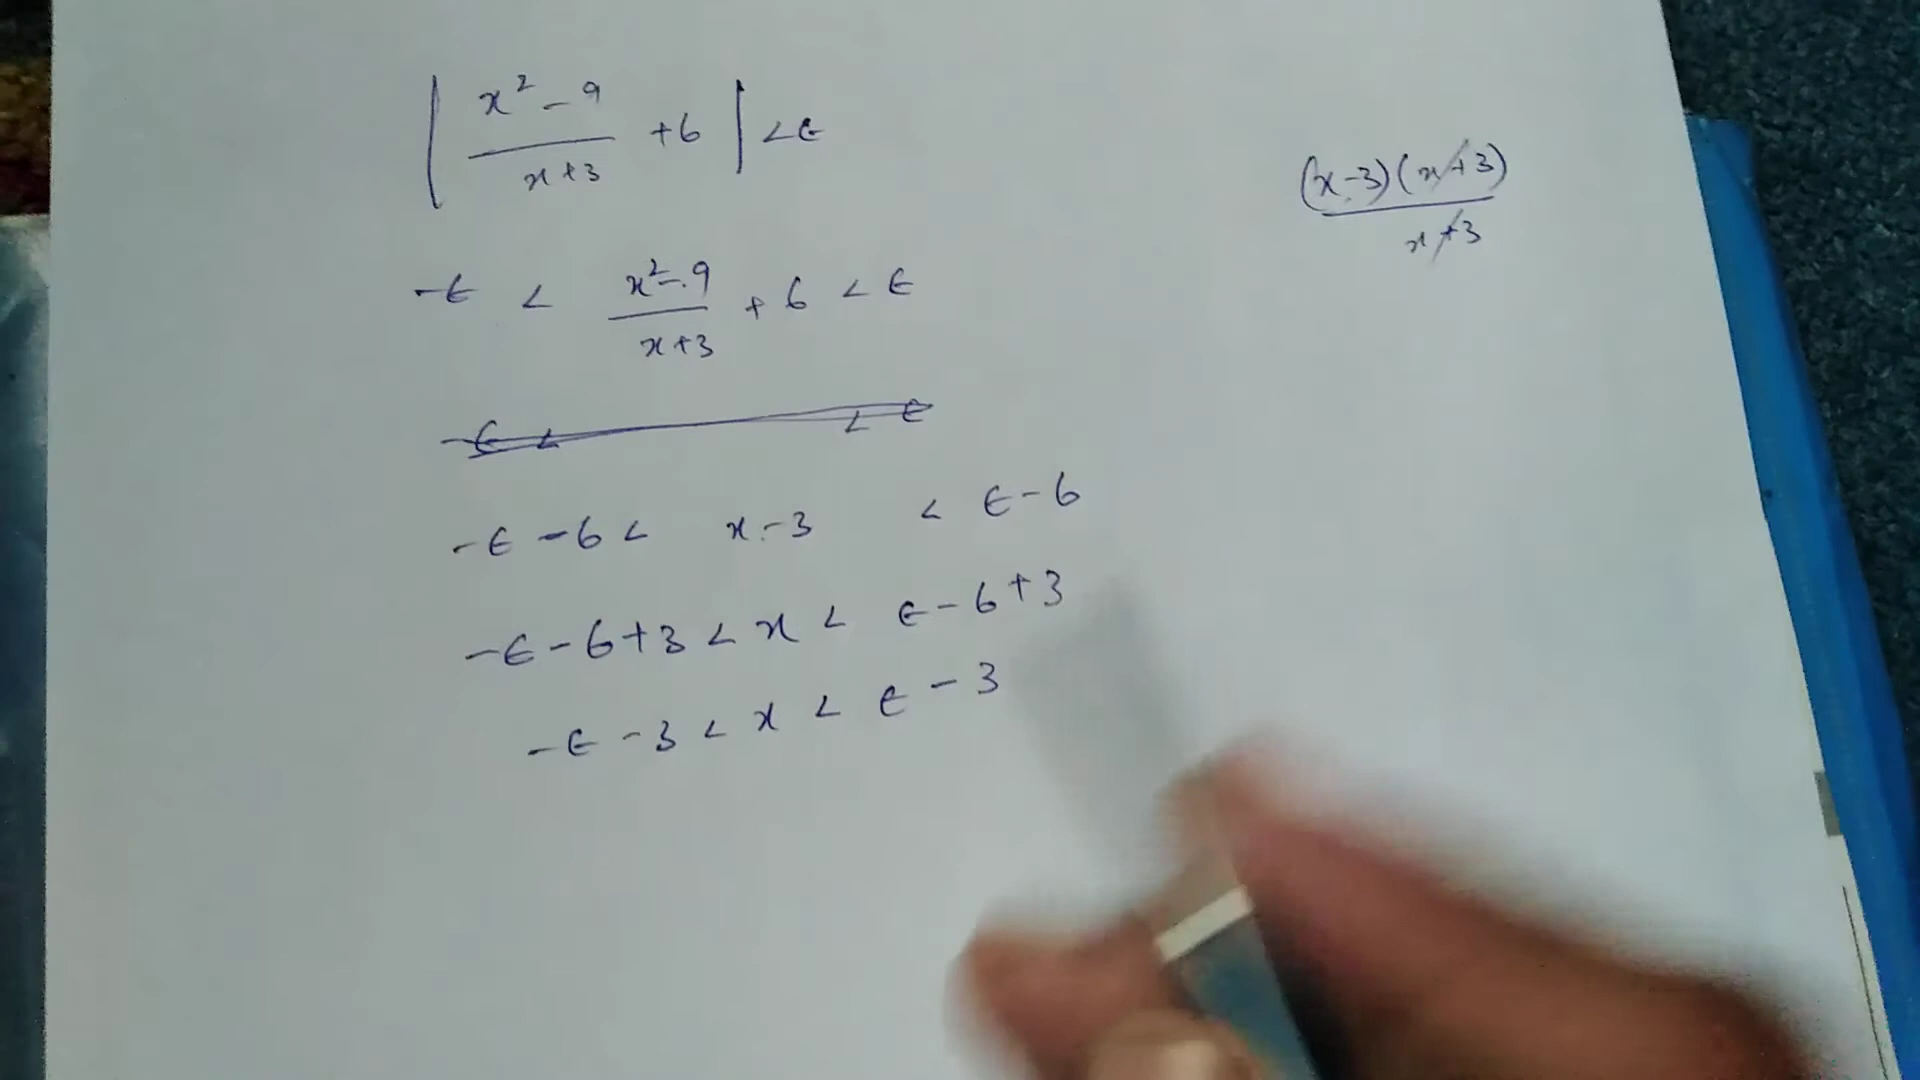 | (x² - 9)/(x + 3) + 6 | < ϵ
(x - 3)(x + 3)/(x + 3)
-ϵ < (x² - 9)/(x + 3) + 6 < ϵ
-ϵ < < ϵ
-ϵ - 6 < x - 3 < ϵ - 6
-ϵ - 6 + 3 < x < ϵ - 6 + 3
-ϵ - 3 < x < ϵ - 3